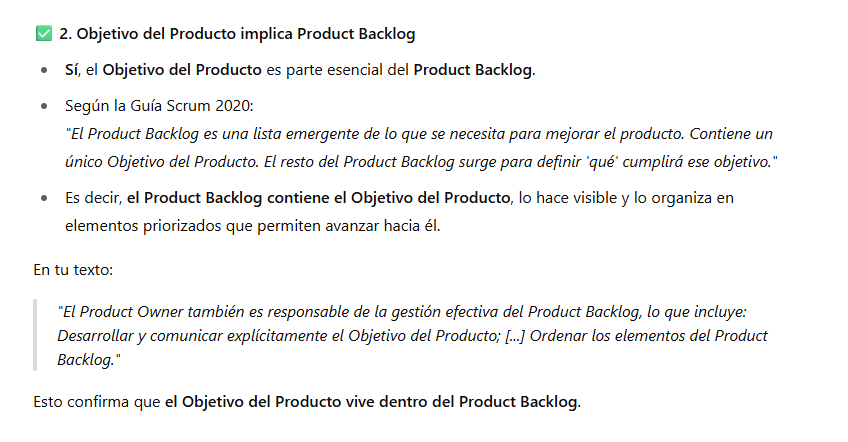 ✅ 2. Objetivo del Producto implica Product Backlog
• Sí, el Objetivo del Producto es parte esencial del Product Backlog.
• Según la Guía Scrum 2020:
"El Product Backlog es una lista emergente de lo que se necesita para mejorar el producto. Contiene un
único Objetivo del Producto. El resto del Product Backlog surge para definir 'qué' cumplirá ese objetivo."
• Es decir, el Product Backlog contiene el Objetivo del Producto, lo hace visible y lo organiza en
elementos priorizados que permiten avanzar hacia él.
En tu texto:
"El Product Owner también es responsable de la gestión efectiva del Product Backlog, lo que incluye:
Desarrollar y comunicar explícitamente el Objetivo del Producto; [...] Ordenar los elementos del Product
Backlog."
Esto confirma que el Objetivo del Producto vive dentro del Product Backlog.